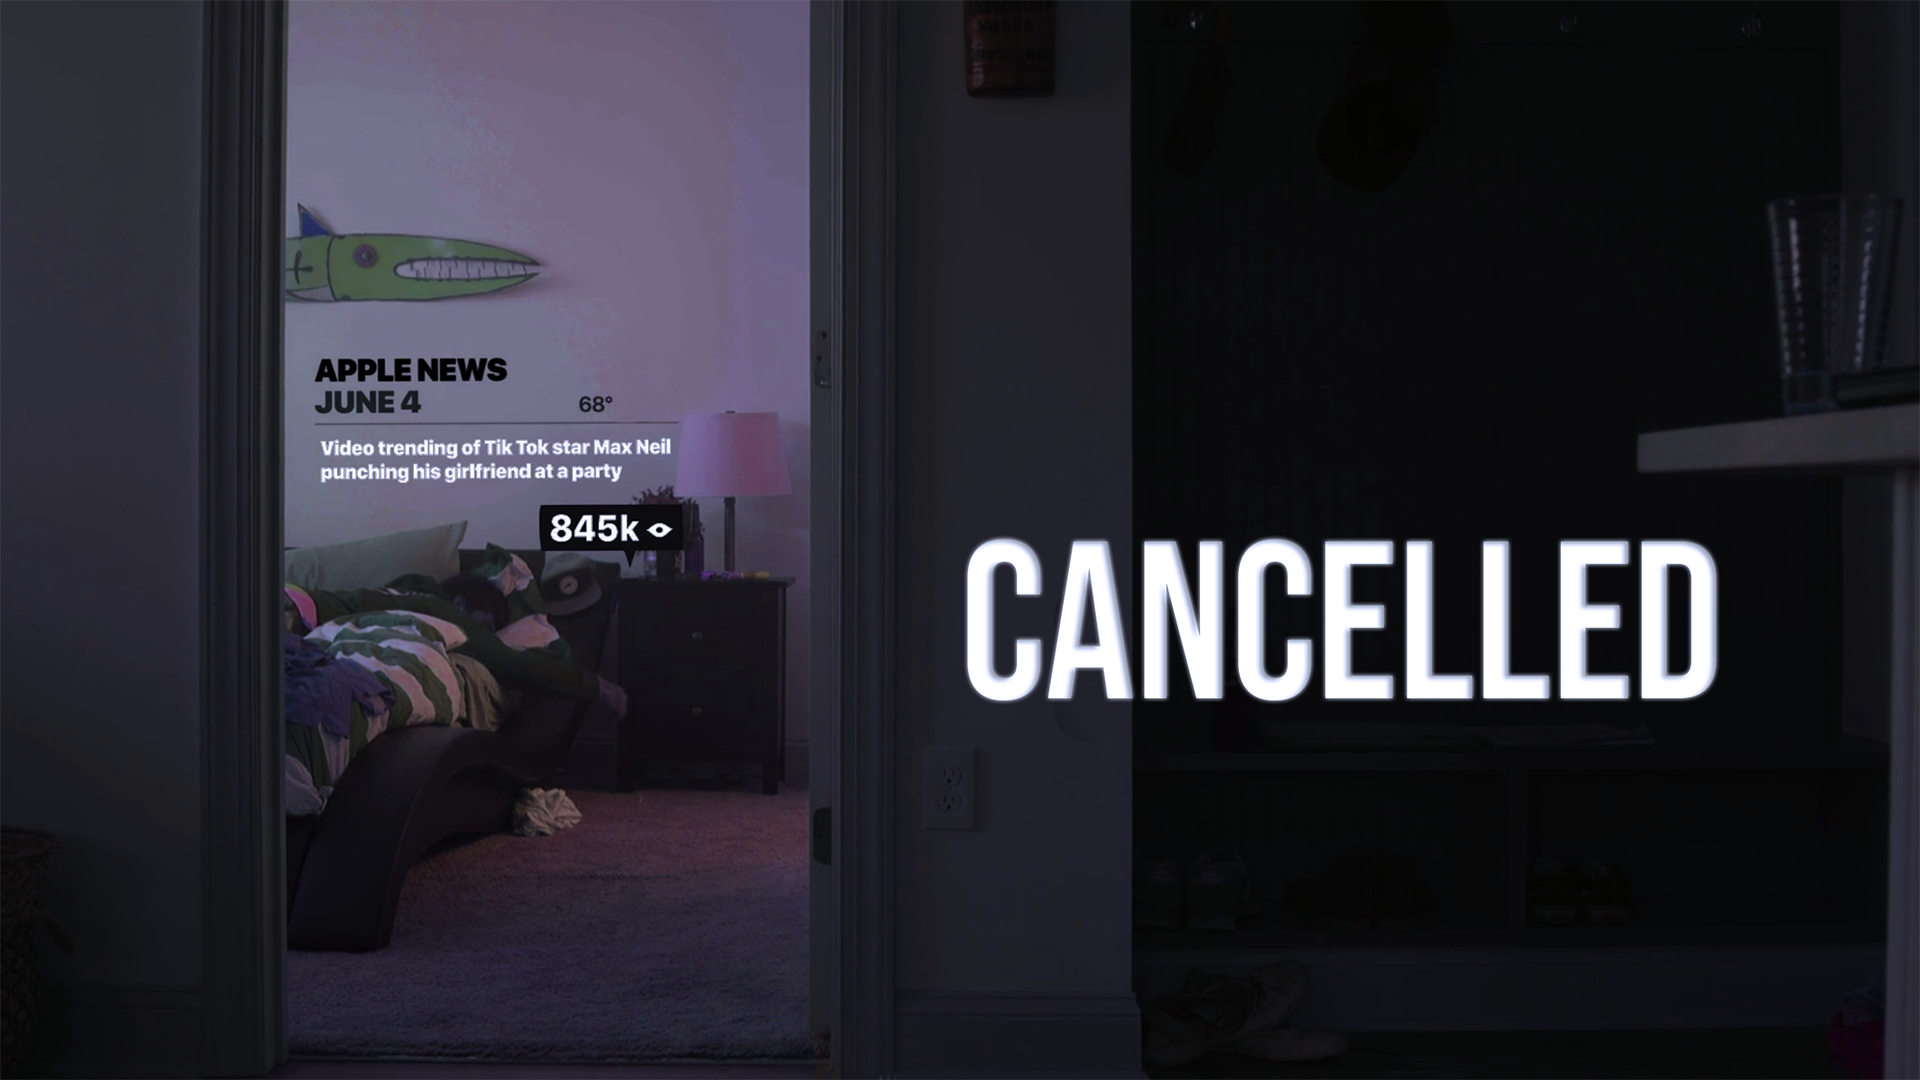 APPLE NEWS
JUNE 4
68°
Video trending of Tik Tok star Max Neil
punching his girlfriend at a party
845k
CANCELLED